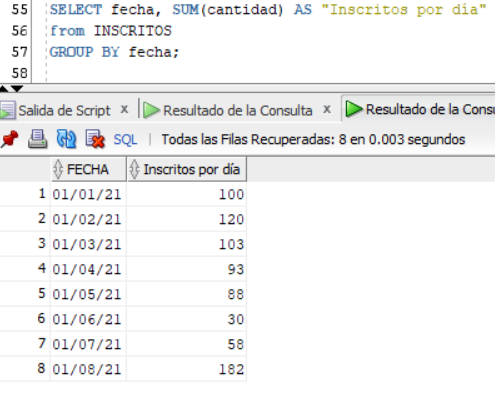 55 SELECT fecha, SUM(cantidad) AS "Inscritos por día"
56 from INSCRITOS
57 GROUP BY fecha;
58
Salida de Script x Resultado de la Consulta x Resultado de la Consu
SQL | Todas las Filas Recuperadas: 8 en 0.003 segundos
FECHA Inscritos por día
1 01/01/21 100
2 01/02/21 120
3 01/03/21 103
4 01/04/21 93
5 01/05/21 88
6 01/06/21 30
7 01/07/21 58
8 01/08/21 182